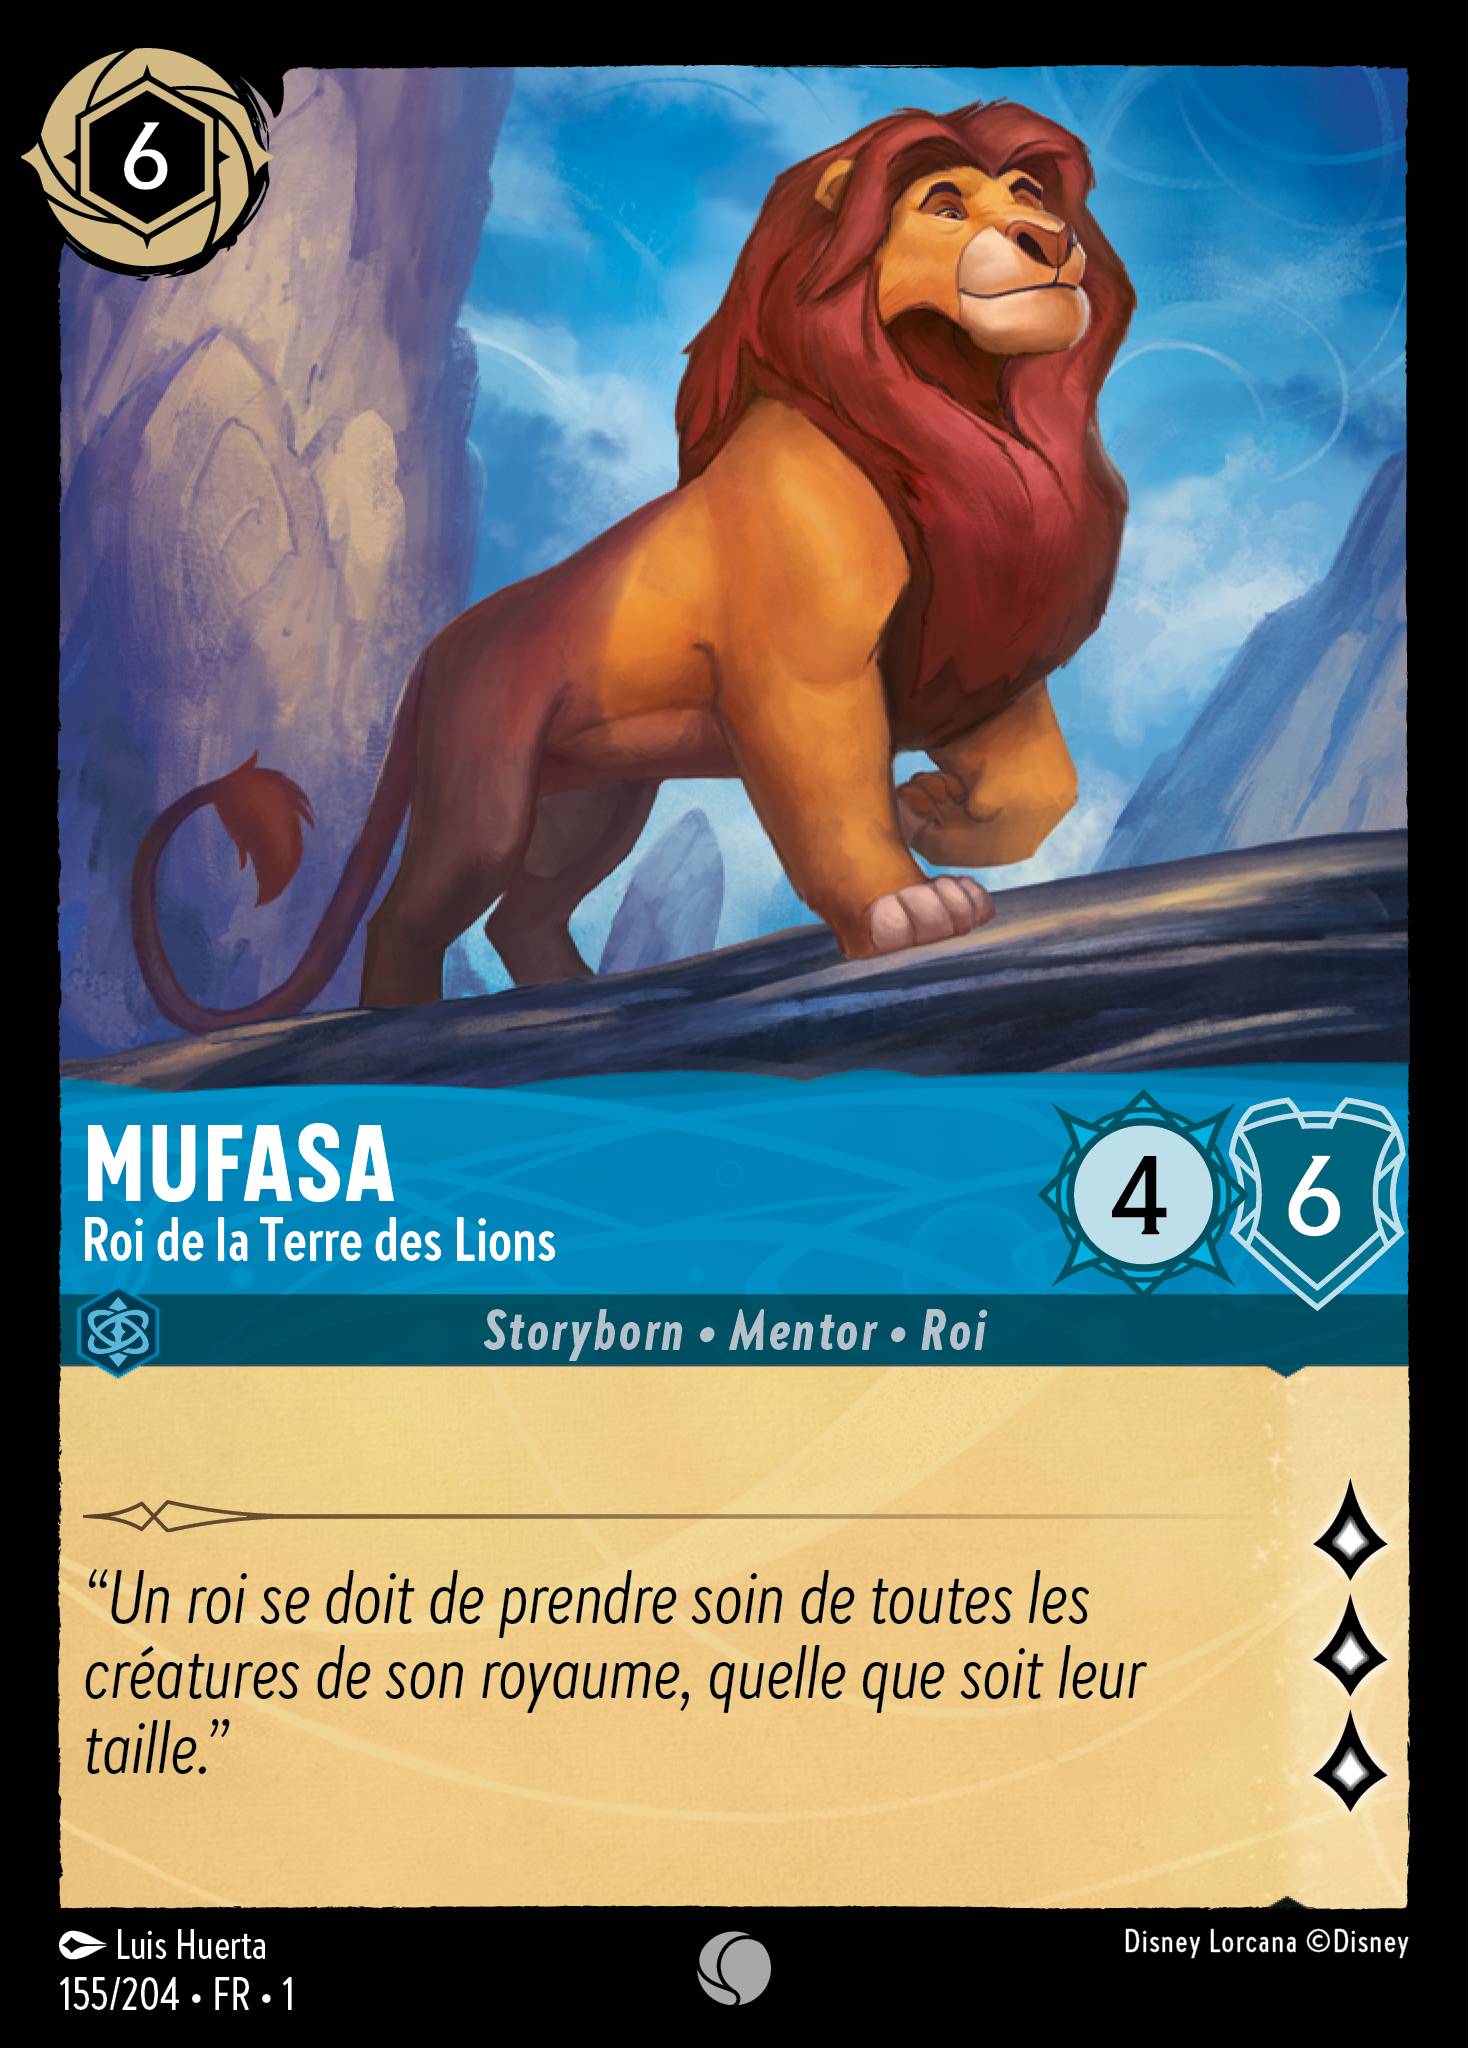 6
MUFASA
Roi de la Terre des Lions
4
6
Storyborn • Mentor • Roi
“Un roi se doit de prendre soin de toutes les
créatures de son royaume, quelle que soit leur
taille.”
Luis Huerta
155/204 • FR • 1
Disney Lorcana ©Disney